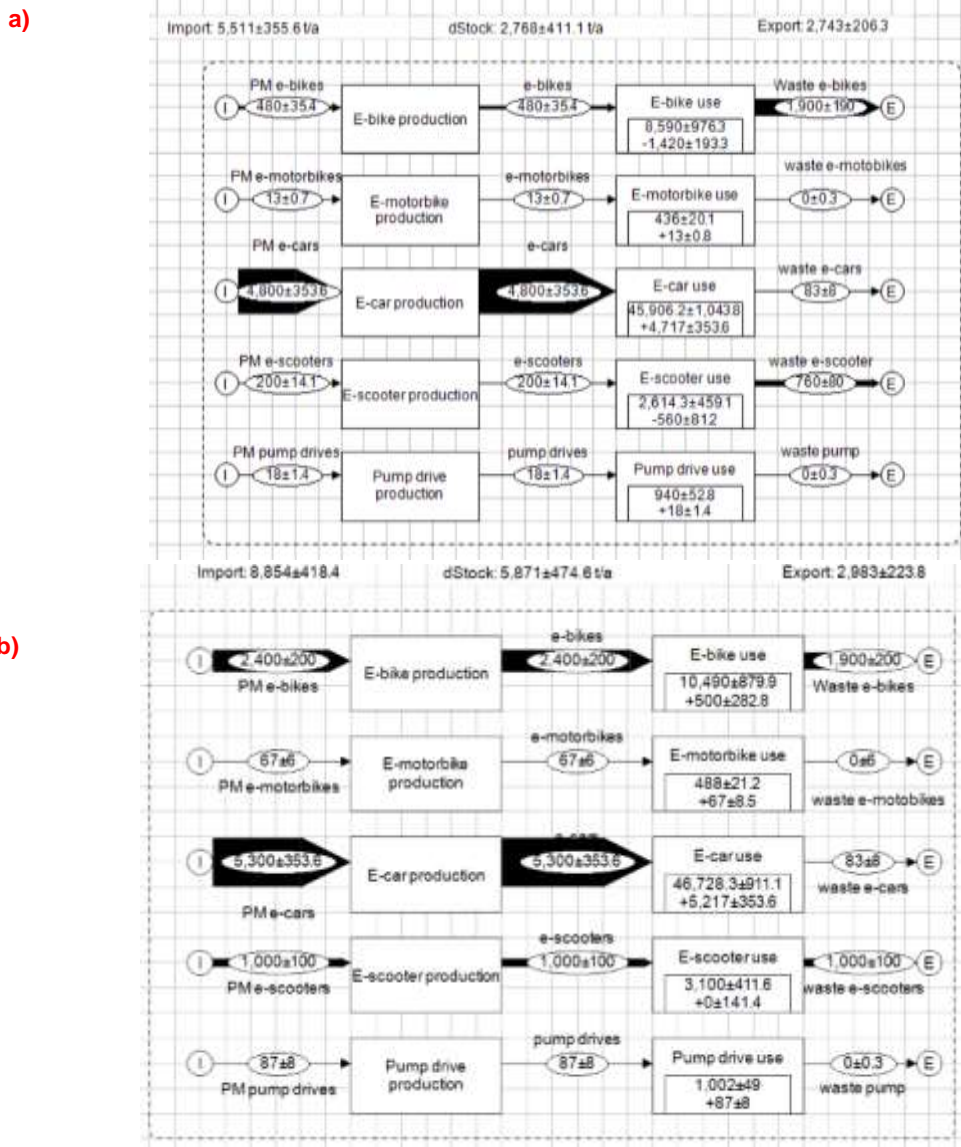 a)
Import: 5,511±355.6 t/a dStock: 2,768±411.1 t/a Export: 2,743±206.3
PM e-bikes e-bikes Waste e-bikes
I 480±35.4 E-bike production 480±35.4 E-bike use 1,900±190 E
8,590±976.3
-1,420±193.3
PM e-motorbikes e-motorbikes waste e-motobikes
I 13±0.7 E-motorbike production 13±0.7 E-motorbike use 0±0.3 E
436±20.1
+13±0.8
PM e-cars e-cars waste e-cars
I 4,800±353.6 E-car production 4,800±353.6 E-car use 83±8 E
45,906.2±1,043.8
+4,717±353.6
PM e-scooters e-scooters waste e-scooter
I 200±14.1 E-scooter production 200±14.1 E-scooter use 760±80 E
2,614.3±459.1
-560±81.2
PM pump drives pump drives waste pump
I 18±1.4 Pump drive production 18±1.4 Pump drive use 0±0.3 E
940±52.8
+18±1.4
b)
Import: 8,854±418.4 dStock: 5,871±474.6 t/a Export: 2,983±223.8
e-bikes
I 2,400±200 E-bike production 2,400±200 E-bike use 1,900±200 E
PM e-bikes 10,490±879.9 Waste e-bikes
+500±282.8
e-motorbikes
I 67±6 E-motorbike production 67±6 E-motorbike use 0±6 E
PM e-motorbikes 488±21.2 waste e-motobikes
+67±8.5
I 5,300±353.6 E-car production 5,300±353.6 E-car use 83±8 E
PM e-cars 46,728.3±911.1 waste e-cars
+5,217±353.6
e-scooters
I 1,000±100 E-scooter production 1,000±100 E-scooter use 1,000±100 E
PM e-scooters 3,100±411.6 waste e-scooters
+0±141.4
pump drives
I 87±8 Pump drive production 87±8 Pump drive use 0±0.3 E
PM pump drives 1,002±49 waste pump
+87±8